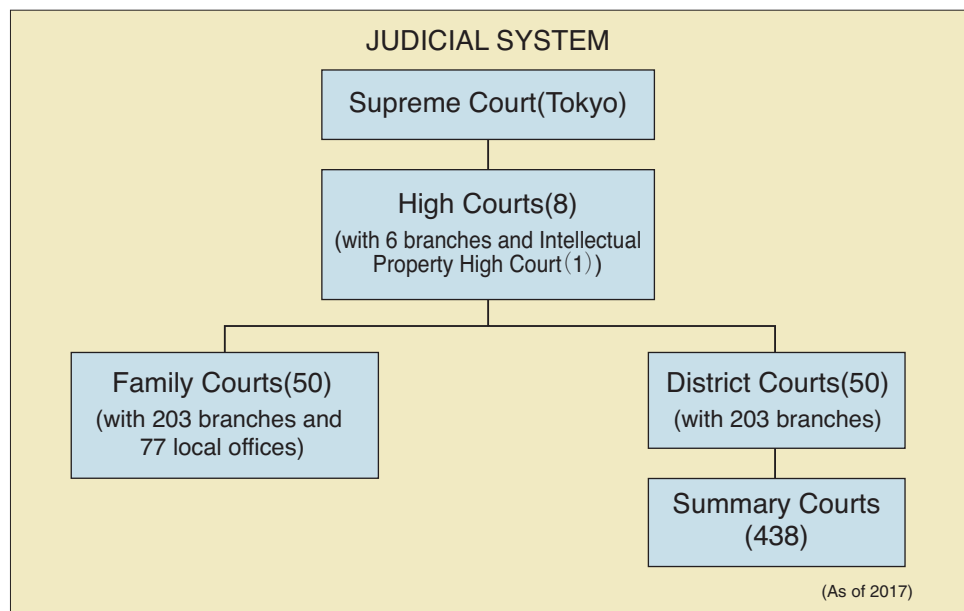 JUDICIAL SYSTEM
Supreme Court(Tokyo)
High Courts(8)
(with 6 branches and Intellectual
Property High Court(1))
Family Courts(50)
(with 203 branches and
77 local offices)
District Courts(50)
(with 203 branches)
Summary Courts
(438)
(As of 2017)